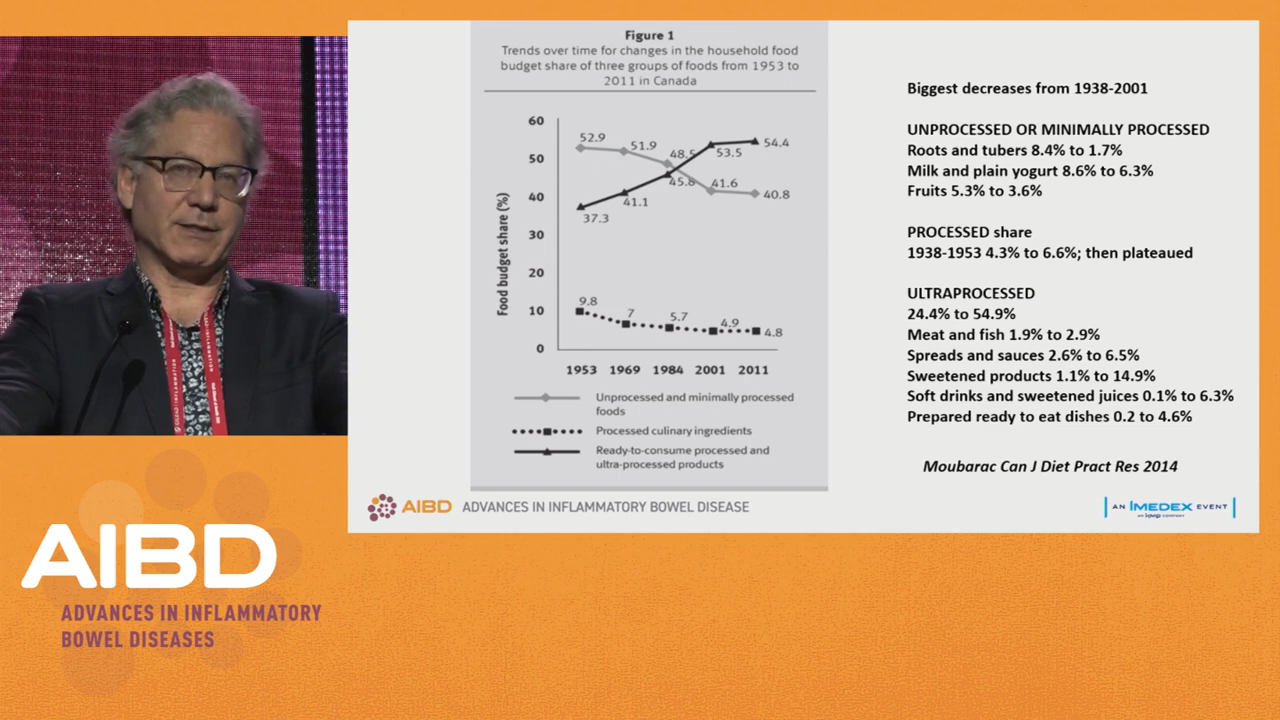 Figure 1
Trends over time for changes in the household food
budget share of three groups of foods from 1953 to
2011 in Canada
Food budget share (%)
60
50
40
30
20
10
0
52.9
51.9
48.5
41.6
40.8
37.3
41.1
45.8
53.5
54.4
9.8
7
5.7
4.9
4.8
1953 1969 1984 2001 2011
Unprocessed and minimally processed
foods
Processed culinary ingredients
Ready-to-consume processed and
ultra-processed products
Biggest decreases from 1938-2001
UNPROCESSED OR MINIMALLY PROCESSED
Roots and tubers 8.4% to 1.7%
Milk and plain yogurt 8.6% to 6.3%
Fruits 5.3% to 3.6%
PROCESSED share
1938-1953 4.3% to 6.6%; then plateaued
ULTRAPROCESSED
24.4% to 54.9%
Meat and fish 1.9% to 2.9%
Spreads and sauces 2.6% to 6.5%
Sweetened products 1.1% to 14.9%
Soft drinks and sweetened juices 0.1% to 6.3%
Prepared ready to eat dishes 0.2 to 4.6%
Moubarac Can J Diet Pract Res 2014
AIBD ADVANCES IN INFLAMMATORY BOWEL DISEASE
AN IMEDEX EVENT
AIBD
ADVANCES IN INFLAMMATORY
BOWEL DISEASES